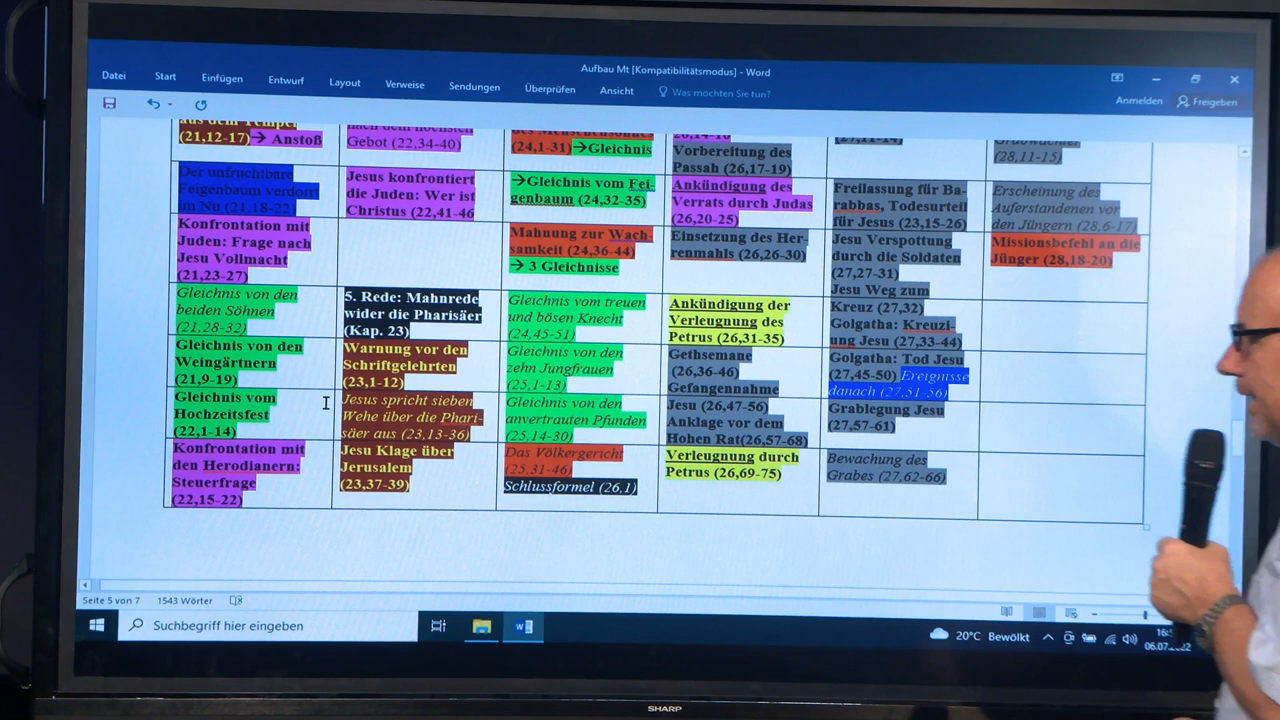 Aufbau Mt [Kompatibilitätsmodus] - Word
Datei Start Einfügen Entwurf Layout Verweise Sendungen Überprüfen Ansicht Was möchten Sie tun?
Anmelden Freigeben
aus dem Tempel
(21,12-17)→ Anstoß
Der unfruchtbare
Feigenbaum verdorrt
im Nu (21,18-22)
Konfrontation mit
Juden: Frage nach
Jesu Vollmacht
(21,23-27)
Gleichnis von den
beiden Söhnen
(21,28-32)
Gleichnis von den
Weingärtnern
(21,9-19)
Gleichnis vom
Hochzeitsfest
(22,1-14)
Konfrontation mit
den Herodianern:
Steuerfrage
(22,15-22)
nach dem höchsten
Gebot (22,34-40)
Jesus konfrontiert
die Juden: Wer ist
Christus (22,41-46
5. Rede: Mahnrede
wider die Pharisäer
(Kap. 23)
Warnung vor den
Schriftgelehrten
(23,1-12)
Jesus spricht sieben
Wehe über die Phari-
säer aus (23,13-36)
Jesu Klage über
Jerusalem
(23,37-39)
des Menschensohne
(24,1-31)→Gleichnis
→Gleichnis vom Fei-
genbaum (24,32-35)
Mahnung zur Wach-
samkeit (24,36-44)
→ 3 Gleichnisse
Gleichnis vom treuen
und bösen Knecht
(24,45-51)
Gleichnis von den
zehn Jungfrauen
(25,1-13)
Gleichnis von den
anvertrauten Pfunden
(25,14-30)
Das Völkergericht
(25,31-46)
Schlussformel (26,1)
Vorbereitung des
Passah (26,17-19)
Ankündigung des
Verrats durch Judas
(26,20-25)
Einsetzung des Her-
renmahls (26,26-30)
Ankündigung der
Verleugnung des
Petrus (26,31-35)
Gethsemane
(26,36-46)
Gefangennahme
Jesu (26,47-56)
Anklage vor dem
Hohen Rat(26,57-68)
Verleugnung durch
Petrus (26,69-75)
(27,11-14)
Freilassung für Ba-
rabbas, Todesurteil
für Jesus (23,15-26)
Jesu Verspottung
durch die Soldaten
(27,27-31)
Jesu Weg zum
Kreuz (27,32)
Golgatha: Kreuzi-
ung Jesu (27,33-44)
Golgatha: Tod Jesu
(27,45-50) Ereignisse
danach (27,51-56)
Grablegung Jesu
(27,57-61)
Bewachung des
Grabes (27,62-66)
(28,11-15)
Erscheinung des
Auferstandenen vor
den Jüngern (28,6-17)
Missionsbefehl an die
Jünger (28,18-20)
Seite 5 von 7 1543 Wörter
Suchbegriff hier eingeben
20°C Bewölkt
SHARP